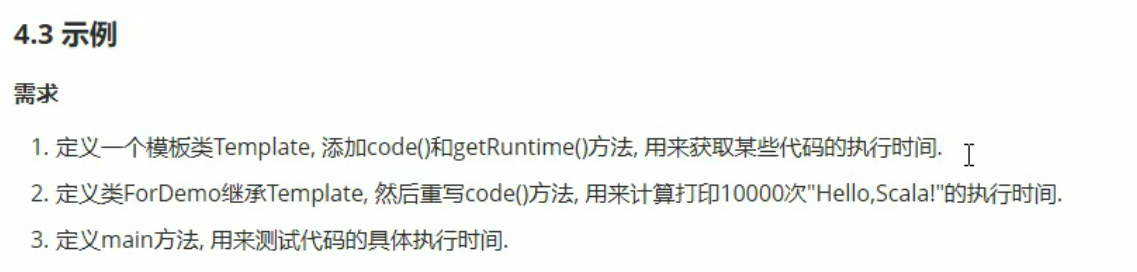 4.3 示例
需求
1. 定义一个模板类Template, 添加code()和getRuntime()方法, 用来获取某些代码的执行时间.
2. 定义类ForDemo继承Template, 然后重写code()方法, 用来计算打印10000次"Hello,Scala!"的执行时间.
3. 定义main方法, 用来测试代码的具体执行时间.